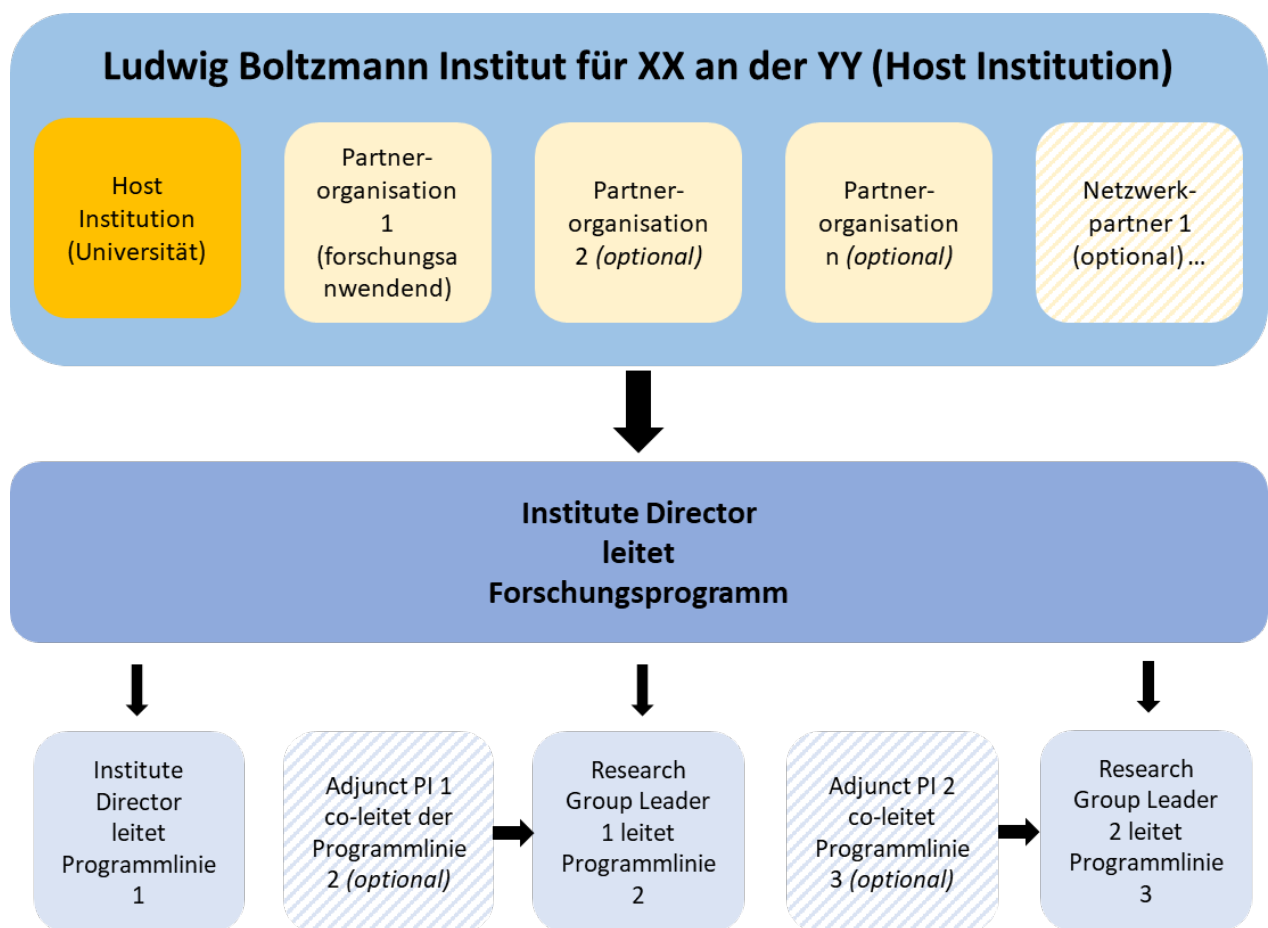 Ludwig Boltzmann Institut für XX an der YY (Host Institution)
Host
Institution
(Universität)
Partner-
organisation
1
(forschungsa
nwendend)
Partner-
organisation
2 (optional)
Partner-
organisation
n (optional)
Netzwerk-
partner 1
(optional) ...
Institute Director
leitet
Forschungsprogramm
Institute
Director
leitet
Programmlinie
1
Adjunct PI 1
co-leitet der
Programmlinie
2 (optional)
Research
Group Leader
1 leitet
Programmlinie
2
Adjunct PI 2
co-leitet
Programmlinie
3 (optional)
Research
Group Leader
2 leitet
Programmlinie
3